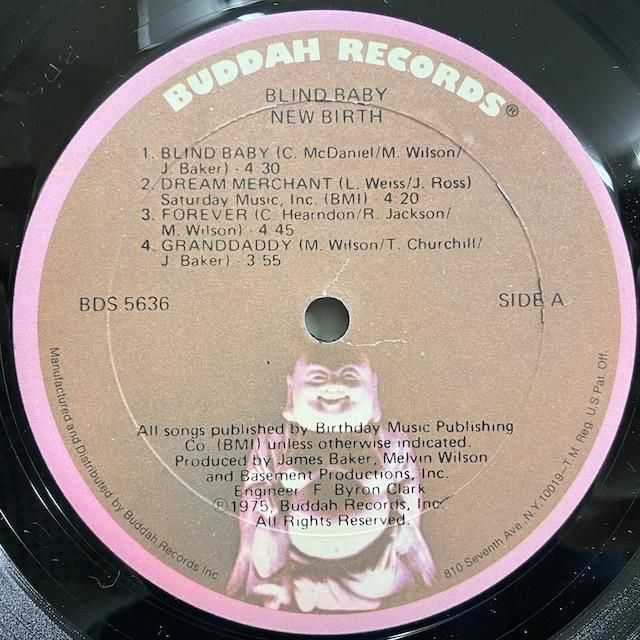 BUDDAH RECORDS®
BLIND BABY
NEW BIRTH
1. BLIND BABY (C. McDaniel/M. Wilson/
J. Baker) - 4:30
2. DREAM MERCHANT (L. Weiss/J. Ross)
Saturday Music, Inc. (BMI) - 4:20
3. FOREVER (C. Hearndon/R. Jackson/
M. Wilson) - 4:45
4. GRANDDADDY (M. Wilson/T. Churchill/
J. Baker) - 3:55
BDS 5636
SIDE A
All songs published by Birthday Music Publishing
Co. (BMI) unless otherwise indicated.
Produced by James Baker, Melvin Wilson
and Basement Productions, Inc.
Engineer F. Byron Clark
℗1975, Buddah Records, Inc.
All Rights Reserved.
Manufactured and Distributed by Buddah Records Inc.
810 Seventh Ave., N.Y. 10019—T.M. Reg. U.S. Pat. Off.